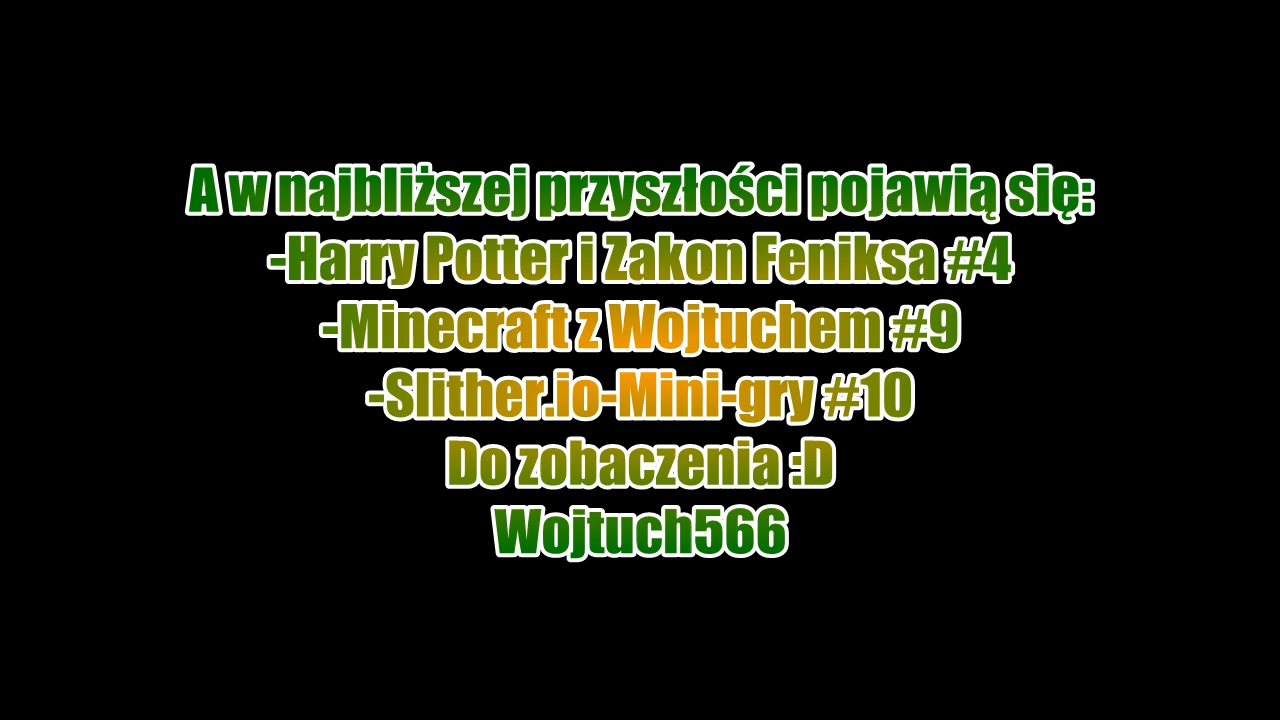 A w najbliższej przyszłości pojawią się:
-Harry Potter i Zakon Feniksa #4
-Minecraft z Wojtuchem #9
-Slither.io-Mini-gry #10
Do zobaczenia :D
Wojtuch566